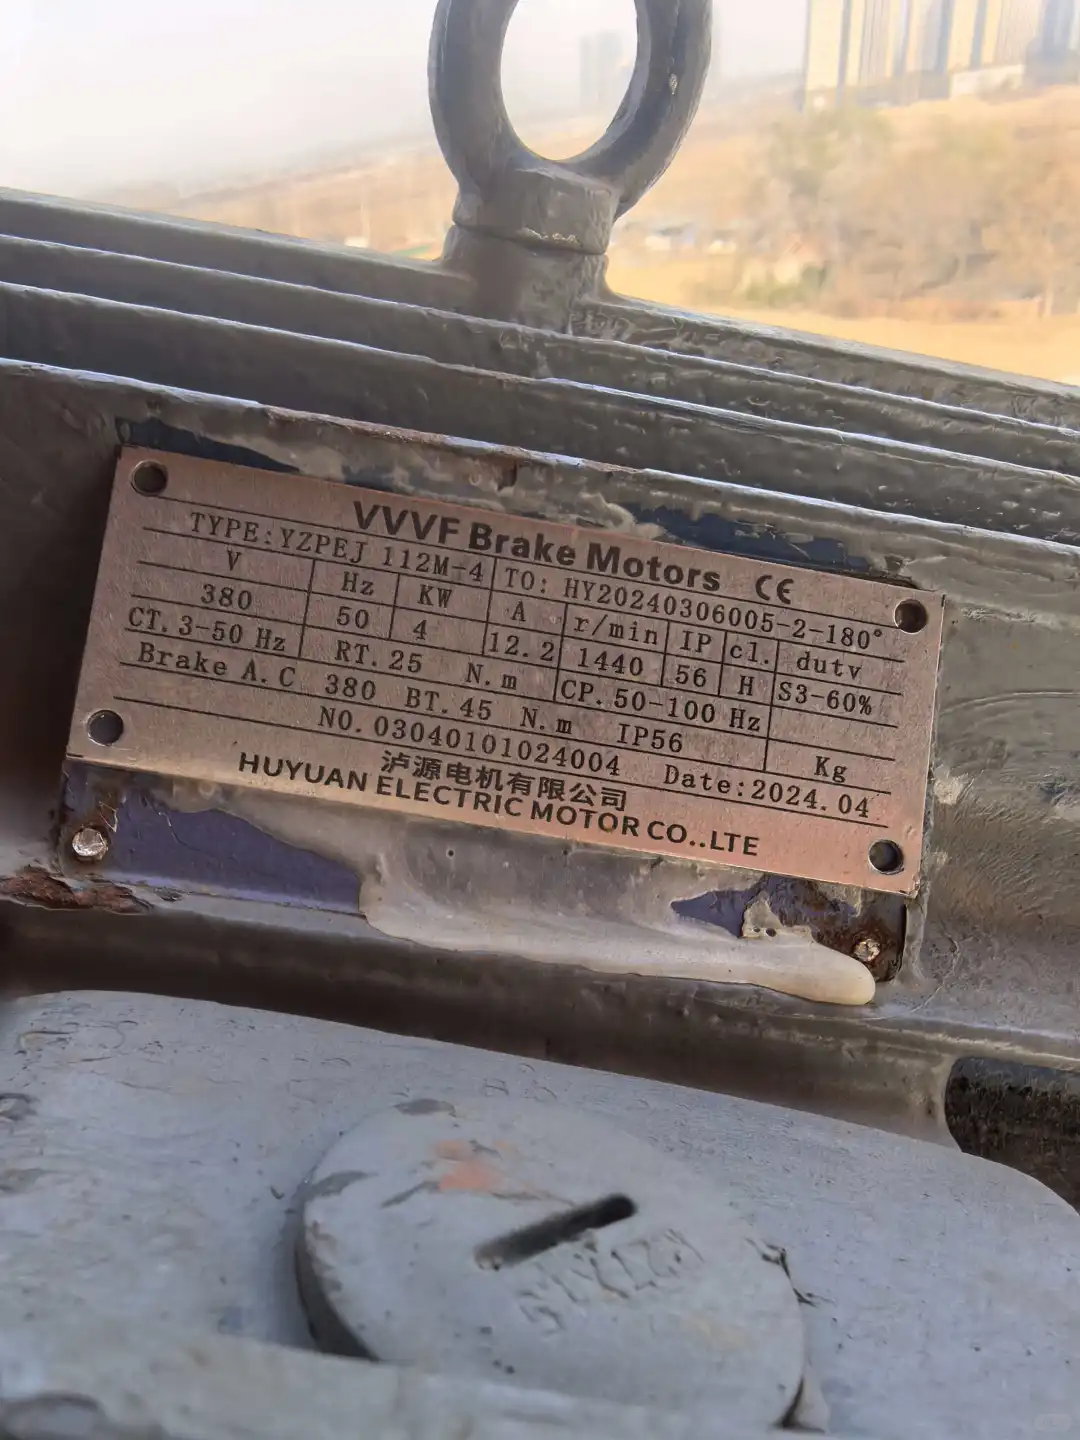 VVVF Brake Motors CE
TYPE:YZPEJ 112M-4 TO: HY20240306005-2-180°
V Hz KW A r/min IP cl. dutv
380 50 4 12.2 1440 56 H S3-60%
CT.3-50 Hz RT.25 N.m CP.50-100 Hz
Brake A.C 380 BT.45 N.m IP56 Kg
NO.03040101024004 Date:2024.04
泸源电机有限公司
HUYUAN ELECTRIC MOTOR CO..LTE